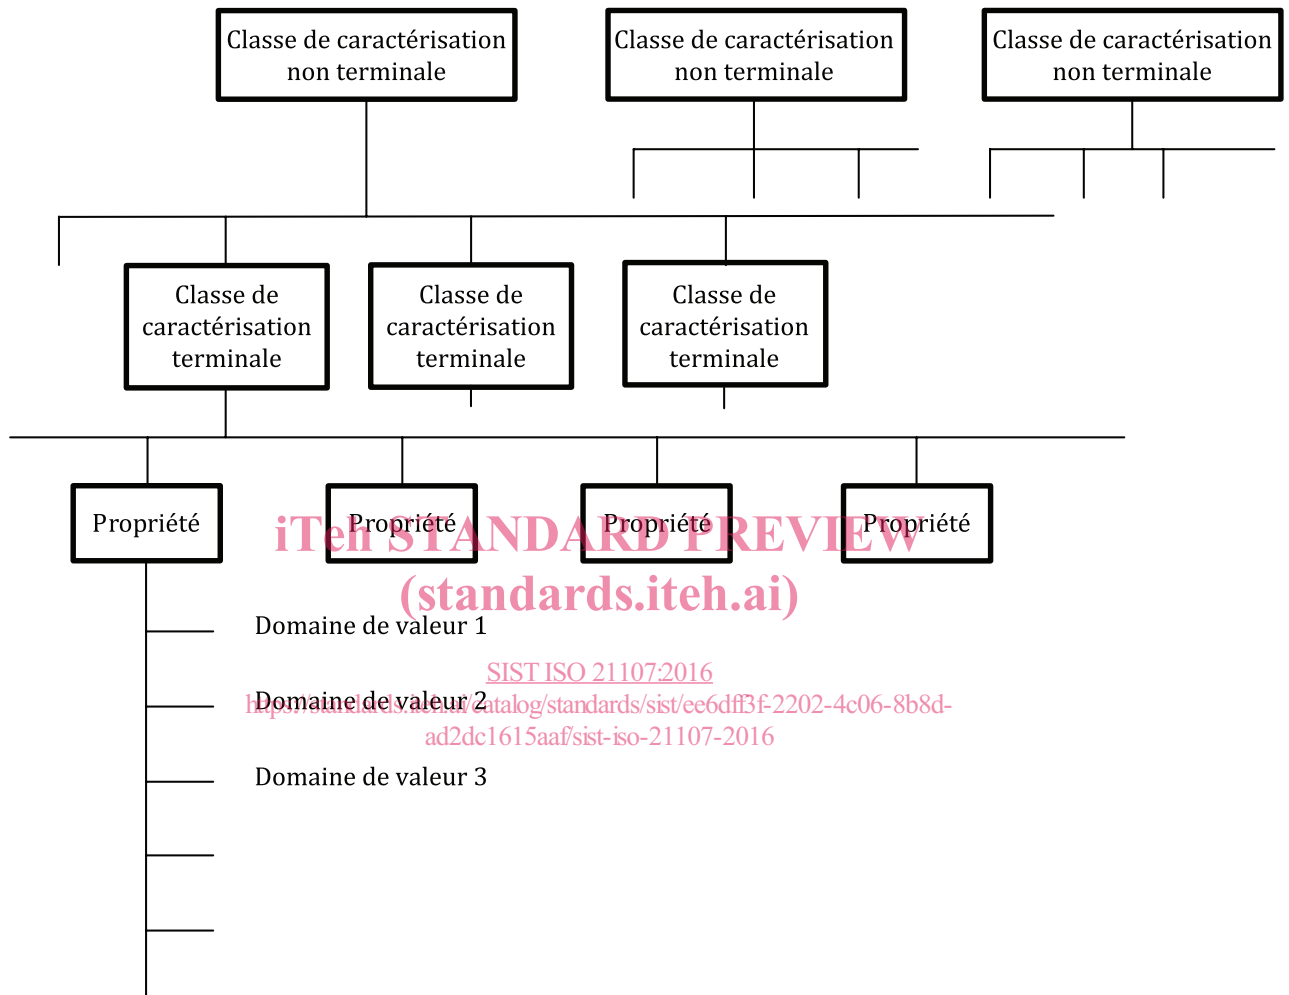 Classe de caractérisation
non terminale
Classe de caractérisation
non terminale
Classe de caractérisation
non terminale
Classe de
caractérisation
terminale
Classe de
caractérisation
terminale
Classe de
caractérisation
terminale
Propriété
Propriété
Propriété
Propriété
iTeh STANDARD PREVIEW
(standards.iteh.ai)
Domaine de valeur 1
SIST ISO 21107:2016
Domaine de valeur 2
https://standards.iteh.ai/catalog/standards/sist/ee6dff3f-2202-4c06-8b8d-
ad2dc1615aaf/sist-iso-21107-2016
Domaine de valeur 3